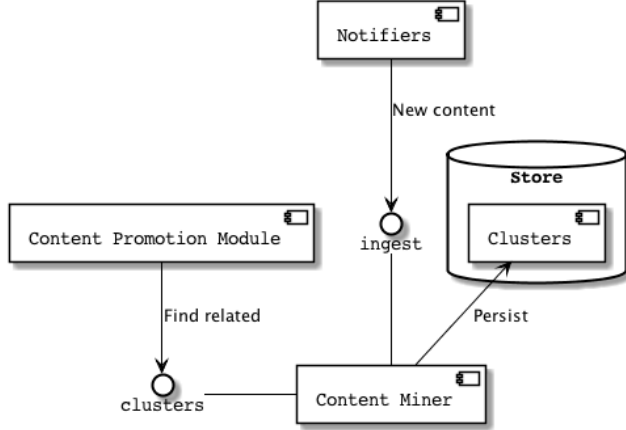 Notifiers
New content
Store
Content Promotion Module
Clusters
ingest
Find related
Persist
clusters
Content Miner